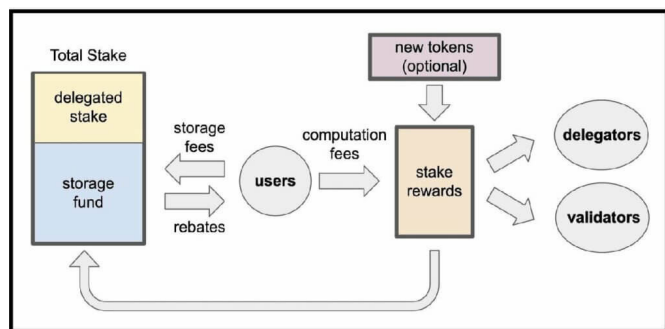 Total Stake
delegated
stake
storage
fund
storage
fees
rebates
users
computation
fees
new tokens
(optional)
stake
rewards
delegators
validators